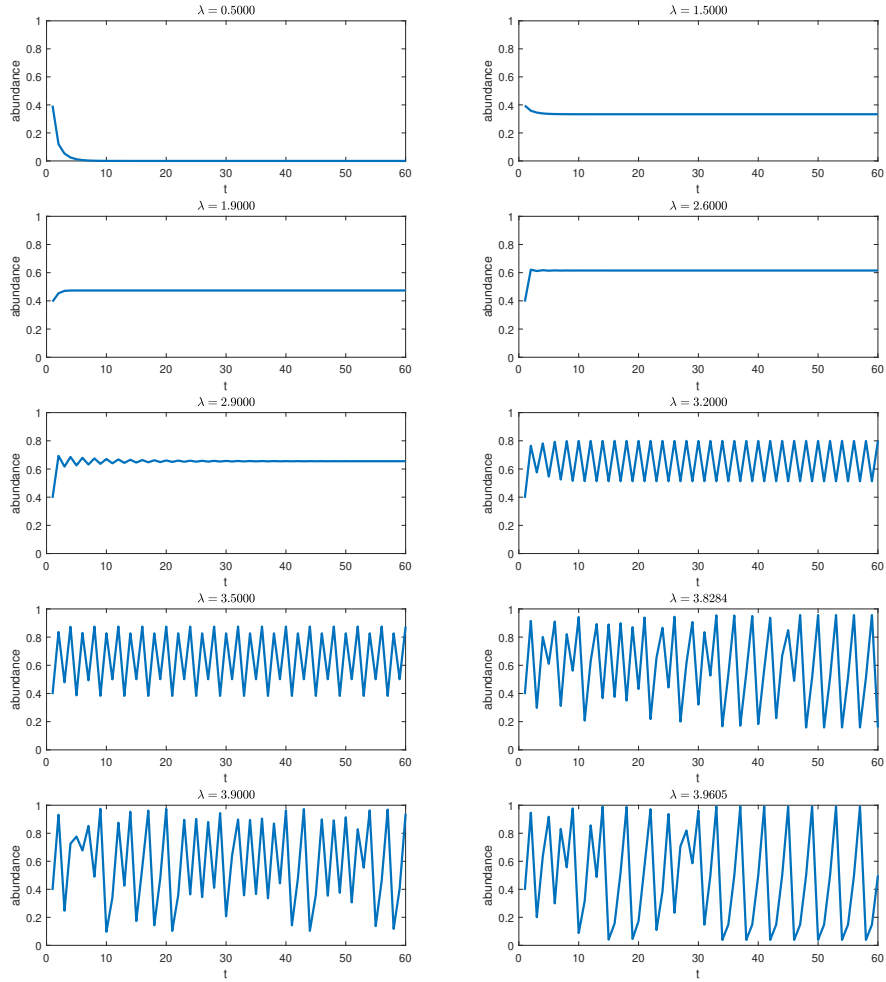 λ = 0.5000
1
0.8
0.6
0.4
0.2
0
abundance
0 10 20 30 40 50 60
t
λ = 1.5000
1
0.8
0.6
0.4
0.2
0
abundance
0 10 20 30 40 50 60
t
λ = 1.9000
1
0.8
0.6
0.4
0.2
0
abundance
0 10 20 30 40 50 60
t
λ = 2.6000
1
0.8
0.6
0.4
0.2
0
abundance
0 10 20 30 40 50 60
t
λ = 2.9000
1
0.8
0.6
0.4
0.2
0
abundance
0 10 20 30 40 50 60
t
λ = 3.2000
1
0.8
0.6
0.4
0.2
0
abundance
0 10 20 30 40 50 60
t
λ = 3.5000
1
0.8
0.6
0.4
0.2
0
abundance
0 10 20 30 40 50 60
t
λ = 3.8284
1
0.8
0.6
0.4
0.2
0
abundance
0 10 20 30 40 50 60
t
λ = 3.9000
1
0.8
0.6
0.4
0.2
0
abundance
0 10 20 30 40 50 60
t
λ = 3.9605
1
0.8
0.6
0.4
0.2
0
abundance
0 10 20 30 40 50 60
t